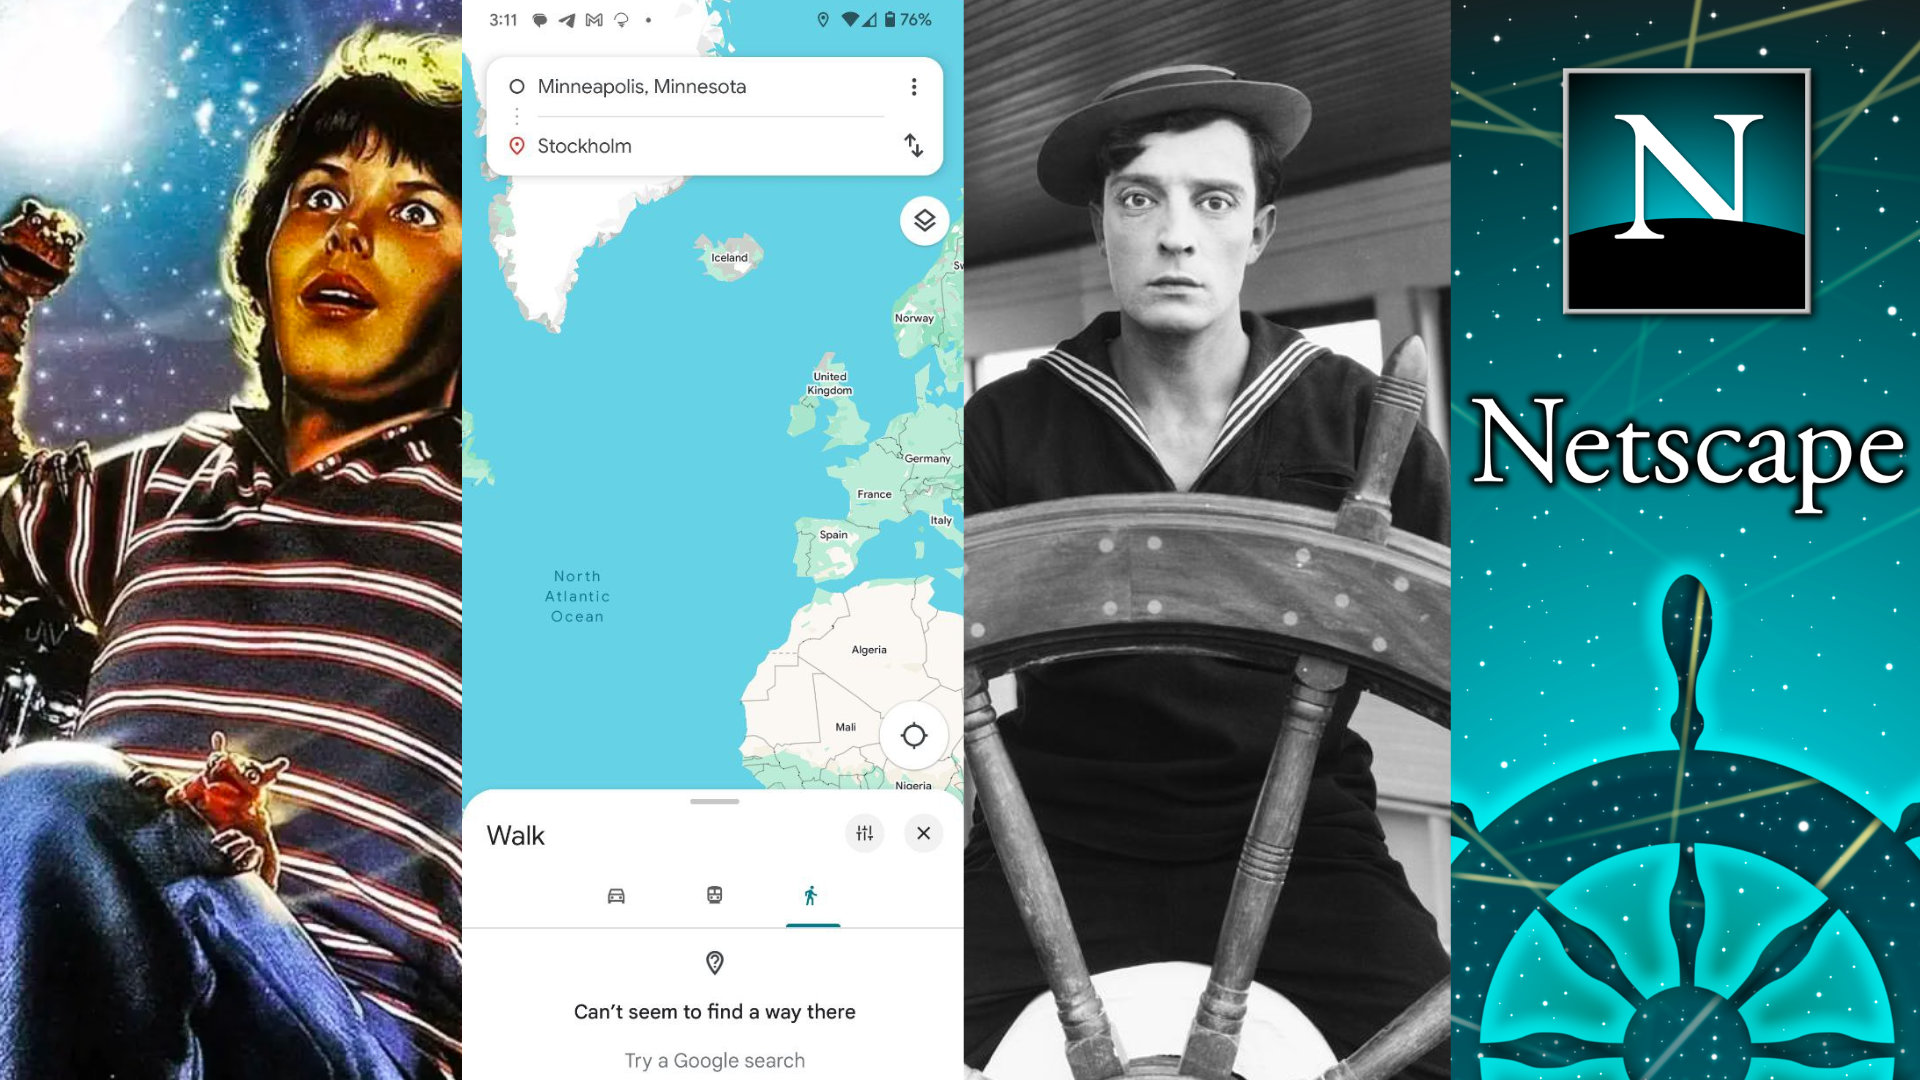 3:11
76%
Minneapolis, Minnesota
Stockholm
Iceland
Norway
United
Kingdom
Germany
France
Italy
Spain
North
Atlantic
Ocean
Algeria
Mali
Nigeria
Walk
Can't seem to find a way there
Try a Google search
N
Netscape